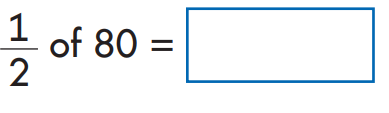 1/2 of 80 =